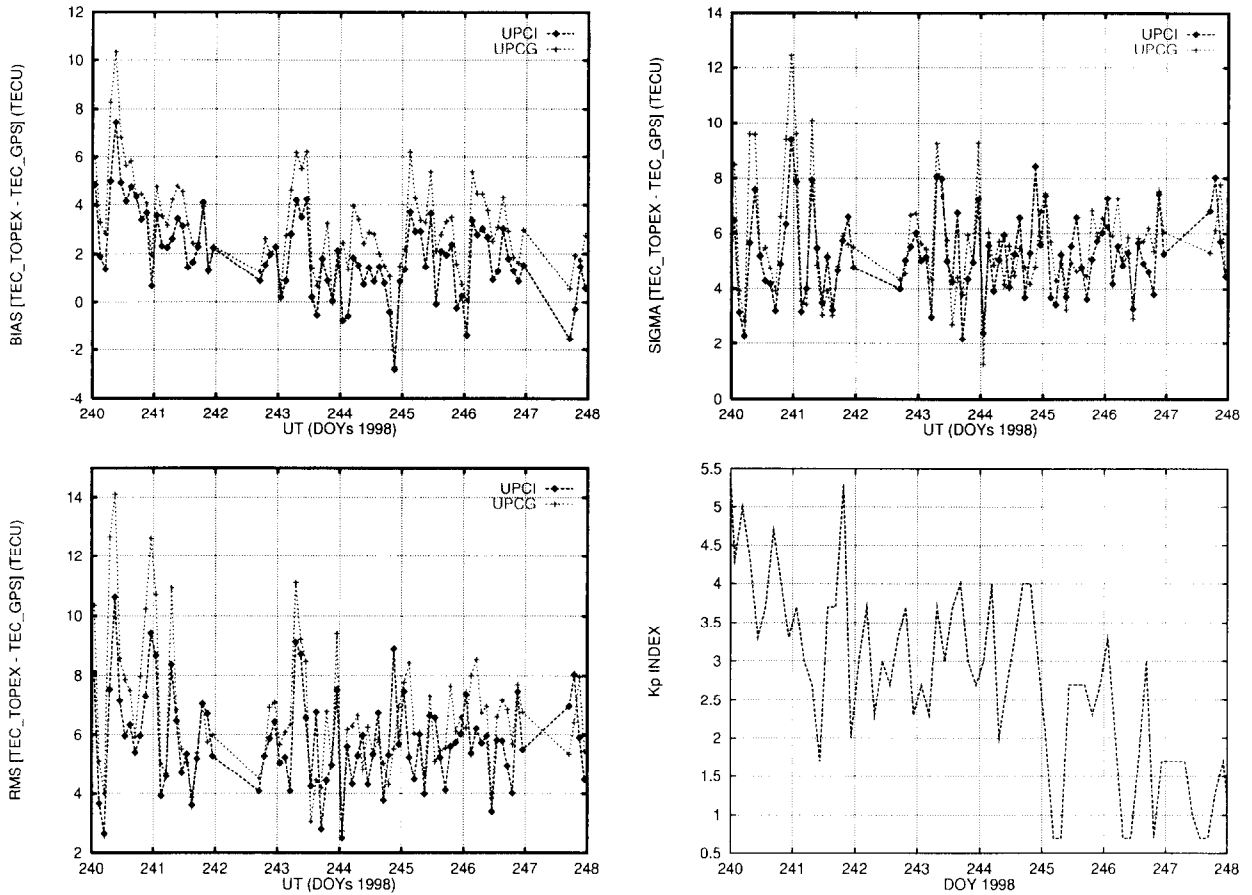 UPCI
UPCG
BIAS [TEC_TOPEX - TEC_GPS] (TECU)
12
10
8
6
4
2
0
-2
-4
240 241 242 243 244 245 246 247 248
UT (DOYs 1998)
UPCI
UPCG
SIGMA [TEC_TOPEX - TEC_GPS] (TECU)
14
12
10
8
6
4
2
0
240 241 242 243 244 245 246 247 248
UT (DOYs 1998)
UPCI
UPCG
RMS [TEC_TOPEX - TEC_GPS] (TECU)
14
12
10
8
6
4
2
240 241 242 243 244 245 246 247 248
UT (DOYs 1998)
Kp INDEX
5.5
5
4.5
4
3.5
3
2.5
2
1.5
1
0.5
240 241 242 243 244 245 246 247 248
DOY 1998